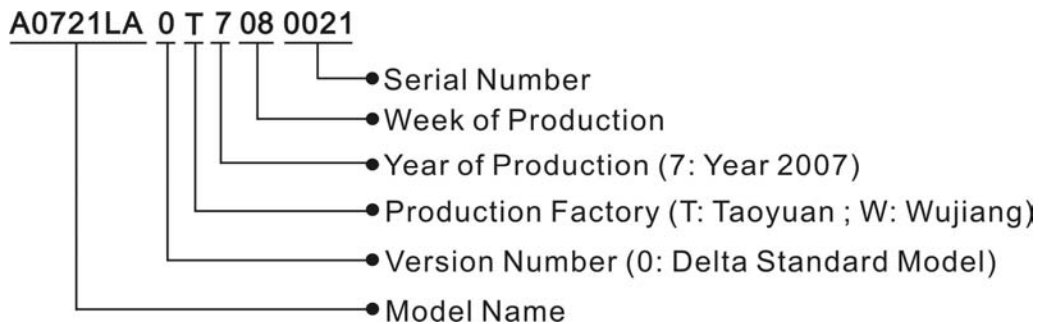 A0721LA 0 T 7 08 0021
Serial Number
Week of Production
Year of Production (7: Year 2007)
Production Factory (T: Taoyuan ; W: Wujiang)
Version Number (0: Delta Standard Model)
Model Name